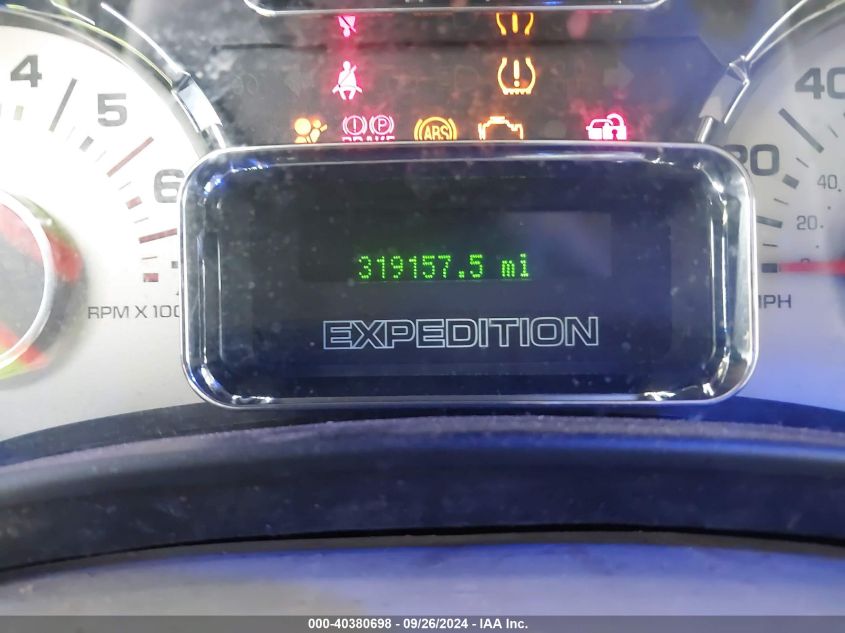 4
5
6
RPM X 100
BRAKE
ABS
319157.5 mi
EXPEDITION
40
20
40
20
MPH
000-40380698 - 09/26/2024 - IAA Inc.